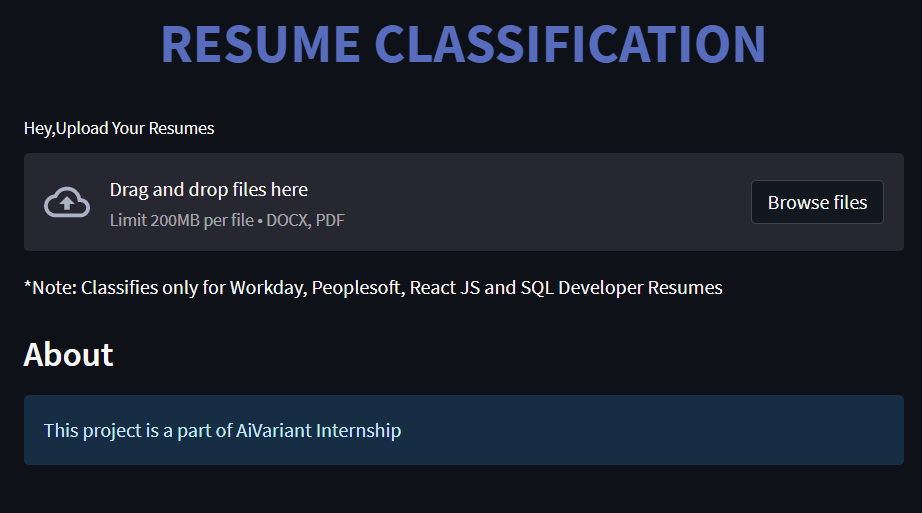 RESUME CLASSIFICATION
Hey,Upload Your Resumes
Drag and drop files here
Limit 200MB per file • DOCX, PDF
Browse files
*Note: Classifies only for Workday, Peoplesoft, React JS and SQL Developer Resumes
About
This project is a part of AiVariant Internship